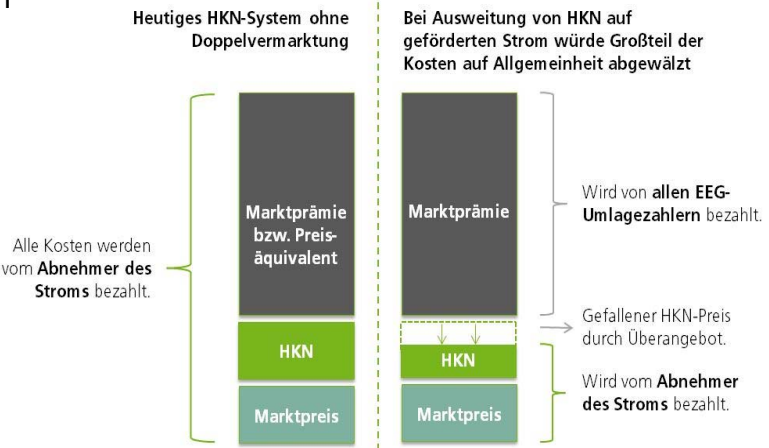 Heutiges HKN-System ohne
Doppelvermarktung
Bei Ausweitung von HKN auf
geförderten Strom würde Großteil der
Kosten auf Allgemeinheit abgewälzt
Alle Kosten werden
vom Abnehmer des
Stroms bezahlt.
Marktprämie
bzw. Preis-
äquivalent
HKN
Marktpreis
Marktprämie
HKN
Marktpreis
Wird von allen EEG-
Umlagezahlern bezahlt.
Gefallener HKN-Preis
durch Überangebot.
Wird vom Abnehmer
des Stroms bezahlt.